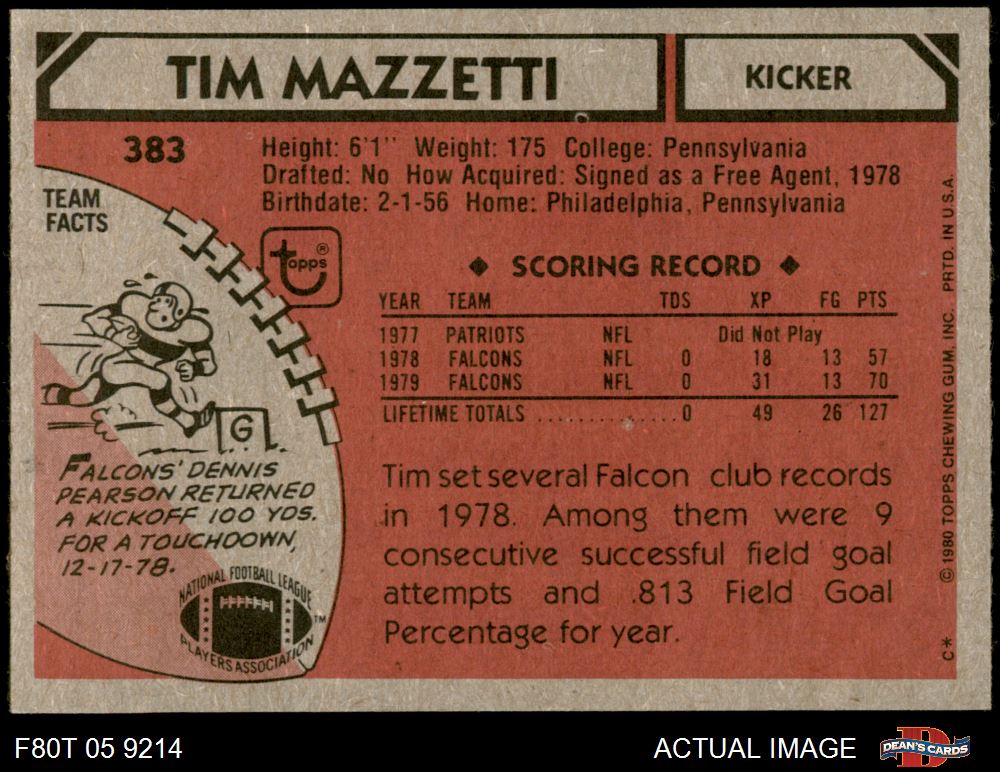 TIM MAZZETTI
KICKER
383
Height: 6'1" Weight: 175 College: Pennsylvania
Drafted: No How Acquired: Signed as a Free Agent, 1978
Birthdate: 2-1-56 Home: Philadelphia, Pennsylvania
TEAM
FACTS
topps ®
◆ SCORING RECORD ◆
YEAR TEAM TDS XP FG PTS
1977 PATRIOTS NFL Did Not Play
1978 FALCONS NFL 0 18 13 57
1979 FALCONS NFL 0 31 13 70
LIFETIME TOTALS ..............0 49 26 127
G
FALCONS' DENNIS
PEARSON RETURNED
A KICKOFF 100 YDS.
FOR A TOUCHDOWN,
12-17-78.
NATIONAL FOOTBALL LEAGUE
PLAYERS ASSOCIATION
TM
Tim set several Falcon club records
in 1978. Among them were 9
consecutive successful field goal
attempts and .813 Field Goal
Percentage for year.
C* © 1980 TOPPS CHEWING GUM, INC. PRTD. IN U.S.A.
F80T 05 9214
ACTUAL IMAGE
DEAN'S CARDS